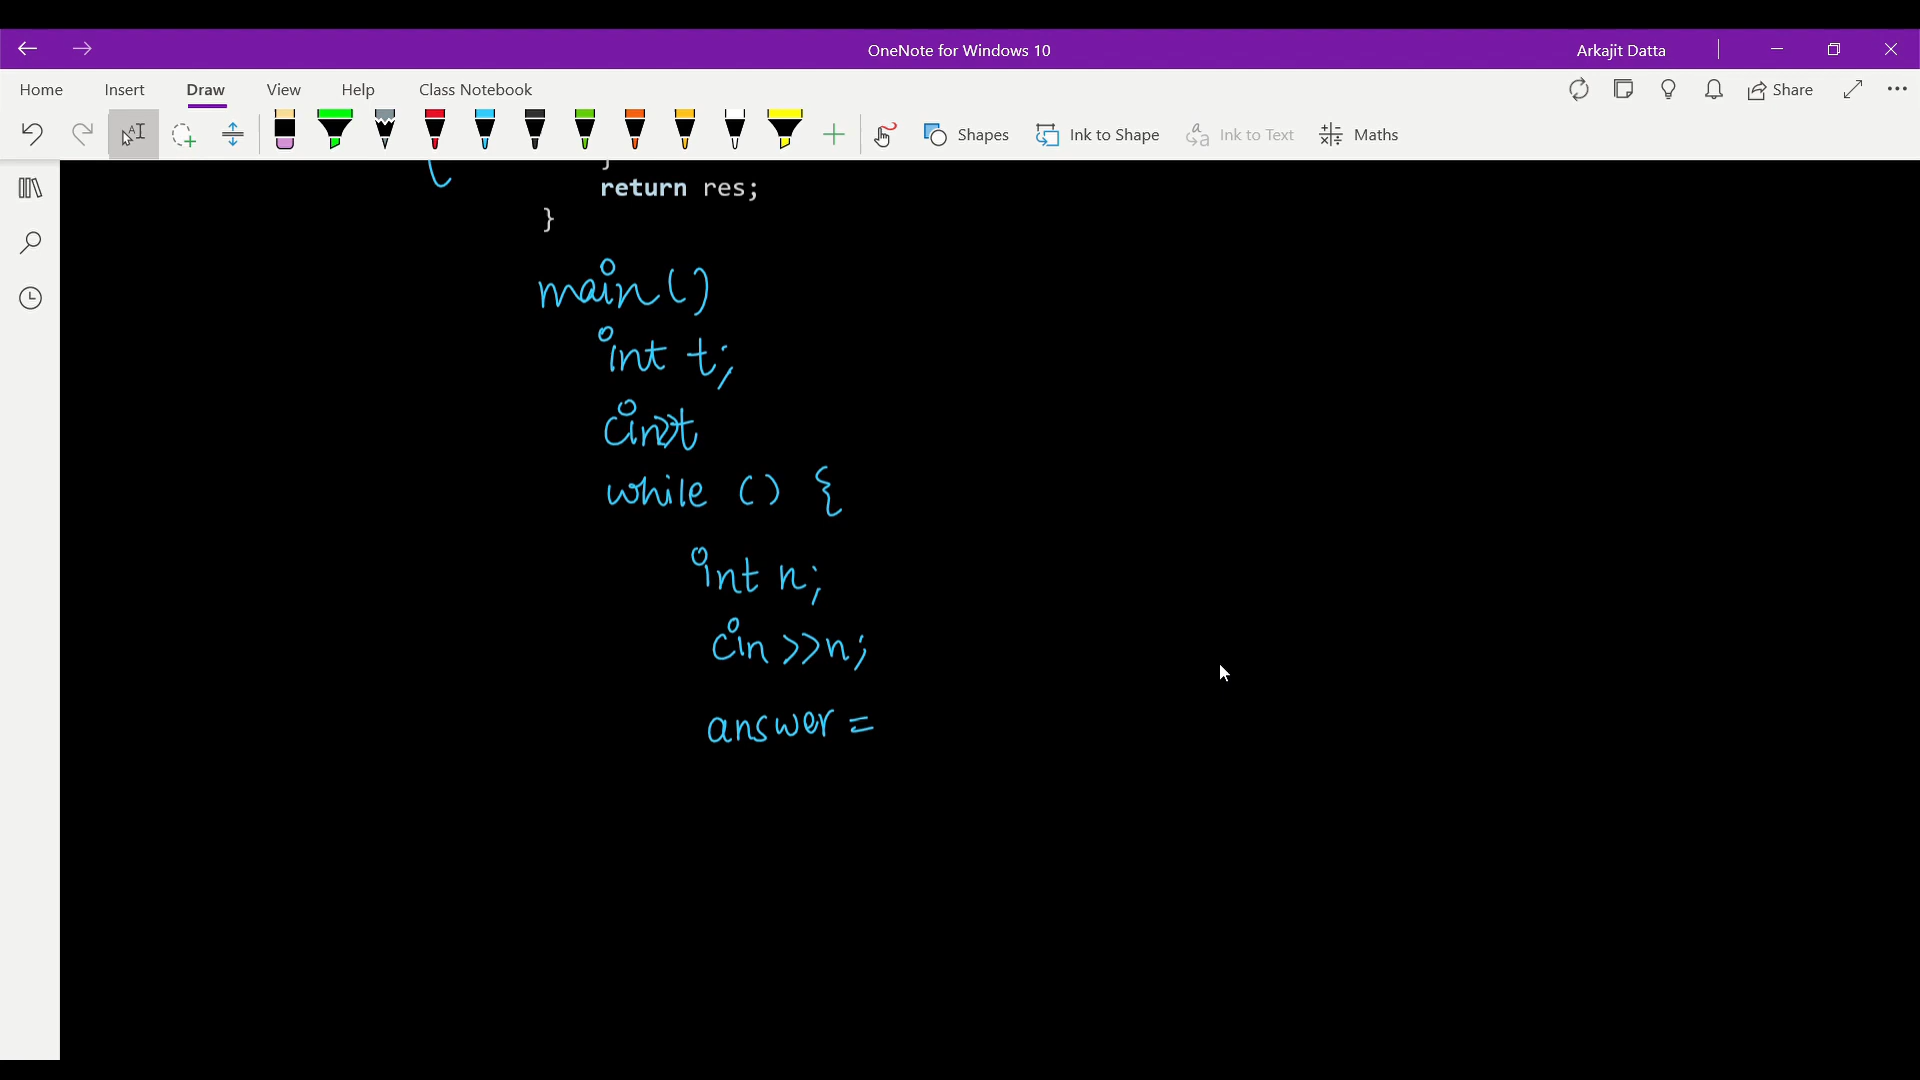 OneNote for Windows 10
Arkajit Datta
Home Insert Draw View Help Class Notebook
Share
Shapes Ink to Shape Ink to Text Maths
}
return res;
}
main()
int t;
cin>>t
while () {
int n;
cin >>n;
answer =